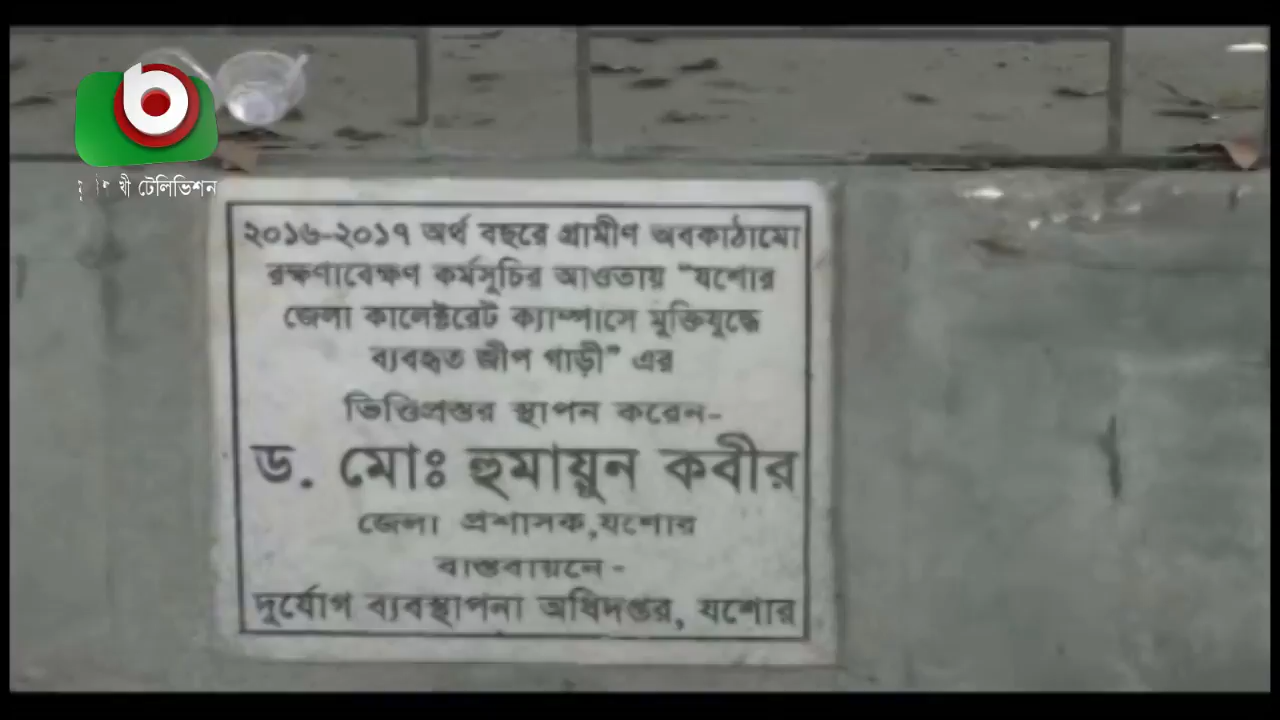 খী টেলিভিশন
২০১৬-২০১৭ অর্থ বছরে গ্রামীণ অবকাঠামো
রক্ষণাবেক্ষণ কর্মসূচির আওতায় "যশোর
জেলা কালেক্টরেট ক্যাম্পাসে মুক্তিযুদ্ধে
ব্যবহৃত জীপ গাড়ী" এর
ভিত্তিপ্রস্তর স্থাপন করেন-
ড. মোঃ হুমায়ুন কবীর
জেলা প্রশাসক,যশোর
বাস্তবায়নে-
দুর্যোগ ব্যবস্থাপনা অধিদপ্তর, যশোর